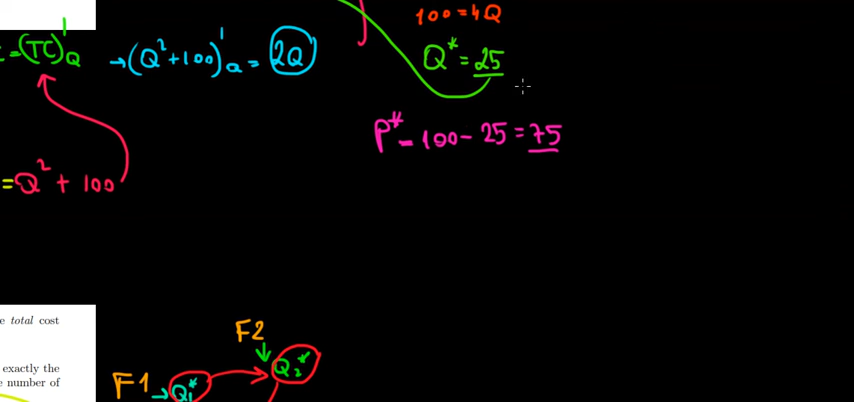 100 = 4Q
= (TC)'Q → (Q² + 100)'Q = 2Q
Q* = 25
P* = 100 - 25 = 75
= Q² + 100
e total cost
exactly the
e number of
F2
Q₂*
F1 → Q₁*